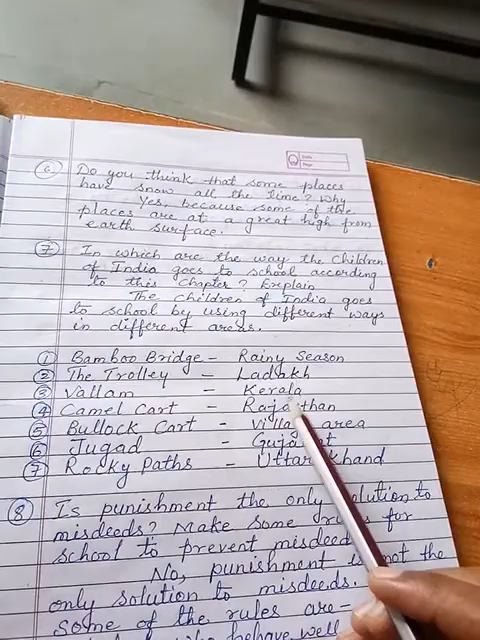 6 Do you think that some places
have snow all the time? Why
Yes, because some of the
places are at a great high from
earth surface.
7 In which are the way the children
of India goes to school according
to this Chapter? Explain
The children of India goes
to school by using different ways
in different areas.
1 Bamboo Bridge - Rainy Season
2 The Trolley - Ladakh
3 Vallam - Kerala
4 Camel Cart - Rajasthan
5 Bullock Cart - Village area
6 Jugad - Gujarat
7 Rocky Paths - Uttarakhand
8 Is punishment the only solution to
misdeeds? Make some rules for
school to prevent misdeeds
No, punishment is not the
only solution to misdeeds.
Some of the rules are-
who behave well